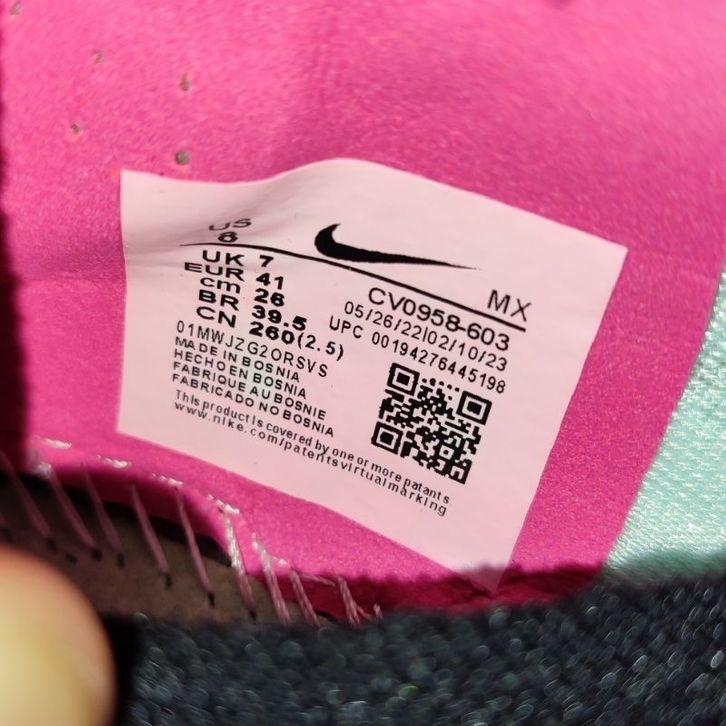 US 8
UK 7
EUR 41
cm 26
BR 39.5
CN 260(2.5)
MX
CV0958-603
05/26/22|02/10/23
UPC 00194276445198
01MWJZG2ORSVS
MADE IN BOSNIA
HECHO EN BOSNIA
FABRIQUE AU BOSNIE
FABRICADO NO BOSNIA
This product is covered by one or more patents
www.nike.com/patentsvirtualmarking